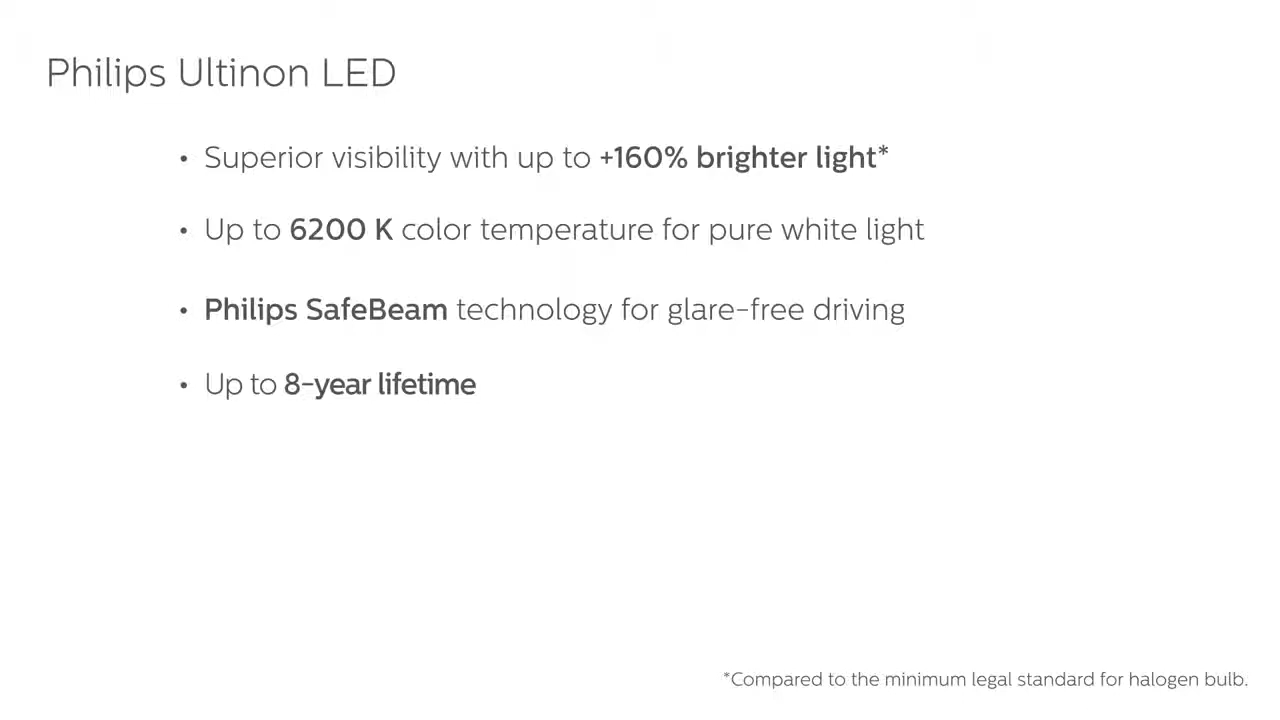 Philips Ultinon LED
• Superior visibility with up to +160% brighter light*
• Up to 6200 K color temperature for pure white light
• Philips SafeBeam technology for glare-free driving
• Up to 8-year lifetime
*Compared to the minimum legal standard for halogen bulb.